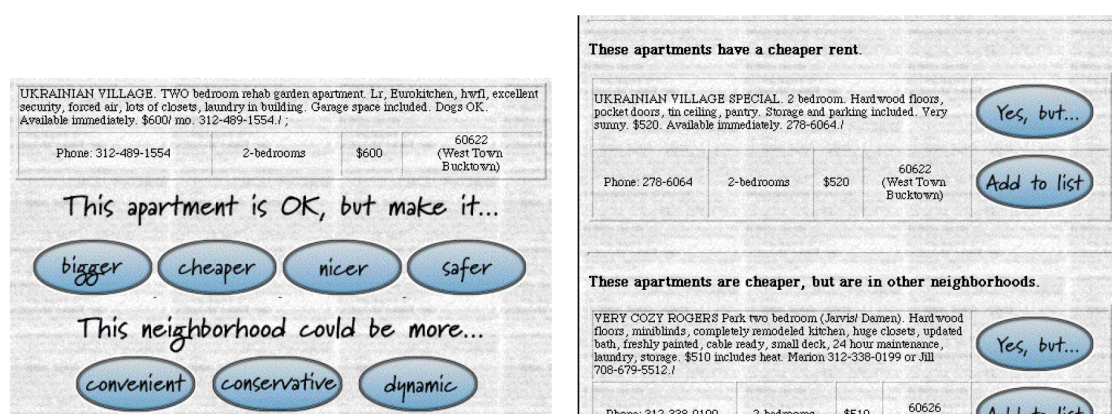 UKRAINIAN VILLAGE. TWO bedroom rehab garden apartment. Lr, Eurokitchen, hwfl, excellent
security, forced air, lots of closets, laundry in building. Garage space included. Dogs OK.
Available immediately. $600/ mo. 312-489-1554./ ;
Phone: 312-489-1554 2-bedrooms $600 60622
(West Town
Bucktown)
This apartment is OK, but make it...
bigger cheaper nicer safer
This neighborhood could be more...
convenient conservative dynamic
These apartments have a cheaper rent.
UKRAINIAN VILLAGE SPECIAL. 2 bedroom. Hardwood floors,
pocket doors, tin ceiling, pantry. Storage and parking included. Very
sunny. $520. Available immediately. 278-6064./
Yes, but...
Phone: 278-6064 2-bedrooms $520 60622
(West Town
Bucktown)
Add to list
These apartments are cheaper, but are in other neighborhoods.
VERY COZY ROGERS Park two bedroom (Jarvis/ Damen). Hardwood
floors, miniblinds, completely remodeled kitchen, huge closets, updated
bath, freshly painted, cable ready, small deck, 24 hour maintenance,
laundry, storage. $510 includes heat. Marion 312-338-0199 or Jill
708-679-5512./
Yes, but...
Phone: 312-338-0199 2-bedrooms $510 60626
Add to list